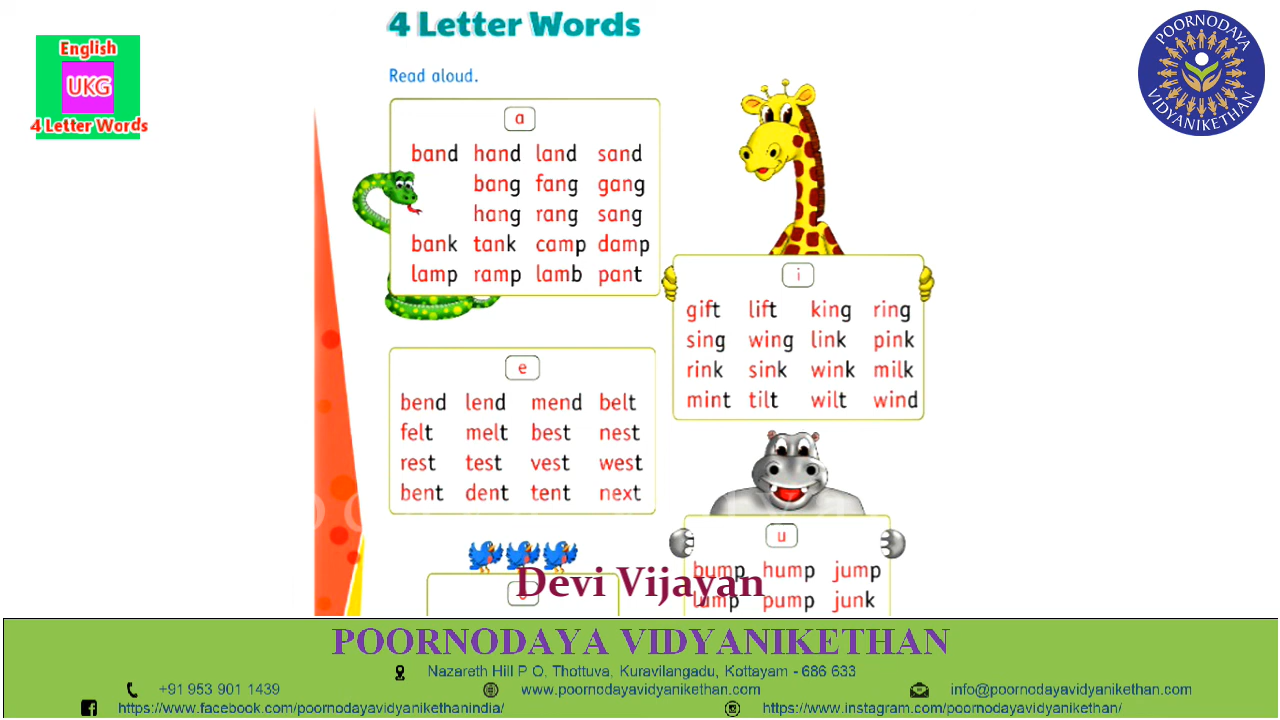 4 Letter Words
English
UKG
4 Letter Words
POORNODAYA
VIDYANIKETHAN
Read aloud.
a
band hand land sand
bang fang gang
hang rang sang
bank tank camp damp
lamp ramp lamb pant
i
gift lift king ring
sing wing link pink
rink sink wink milk
mint tilt wilt wind
e
bend lend mend belt
felt melt best nest
rest test vest west
bent dent tent next
u
bump hump jump
lump pump junk
Devi Vijayan
POORNODAYA VIDYANIKETHAN
Nazareth Hill P O, Thottuva, Kuravilangadu, Kottayam - 686 633
+91 953 901 1439 www.poornodayavidyanikethan.com info@poornodayavidyanikethan.com
https://www.facebook.com/poornodayavidyanikethanindia/ https://www.instagram.com/poornodayavidyanikethan/